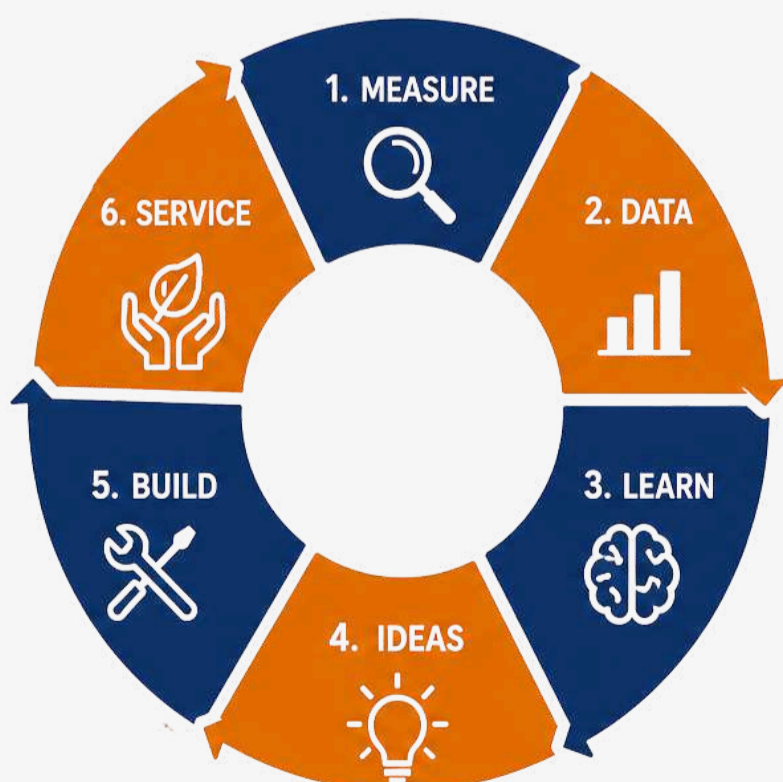 1. MEASURE
2. DATA
3. LEARN
4. IDEAS
5. BUILD
6. SERVICE